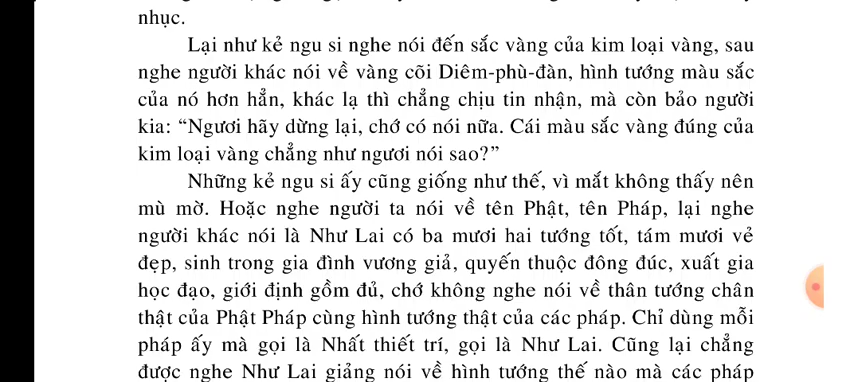 nhục.
Lại như kẻ ngu si nghe nói đến sắc vàng của kim loại vàng, sau
nghe người khác nói về vàng cõi Diêm-phù-đàn, hình tướng màu sắc
của nó hơn hẳn, khác lạ thì chẳng chịu tin nhận, mà còn bảo người
kia: “Ngươi hãy dừng lại, chớ có nói nữa. Cái màu sắc vàng đúng của
kim loại vàng chẳng như ngươi nói sao?”
Những kẻ ngu si ấy cũng giống như thế, vì mắt không thấy nên
mù mờ. Hoặc nghe người ta nói về tên Phật, tên Pháp, lại nghe
người khác nói là Như Lai có ba mươi hai tướng tốt, tám mươi vẻ
đẹp, sinh trong gia đình vương giả, quyến thuộc đông đúc, xuất gia
học đạo, giới định gồm đủ, chớ không nghe nói về thân tướng chân
thật của Phật Pháp cùng hình tướng thật của các pháp. Chỉ dùng mỗi
pháp ấy mà gọi là Nhất thiết trí, gọi là Như Lai. Cũng lại chẳng
được nghe Như Lai giảng nói về hình tướng thế nào mà các pháp